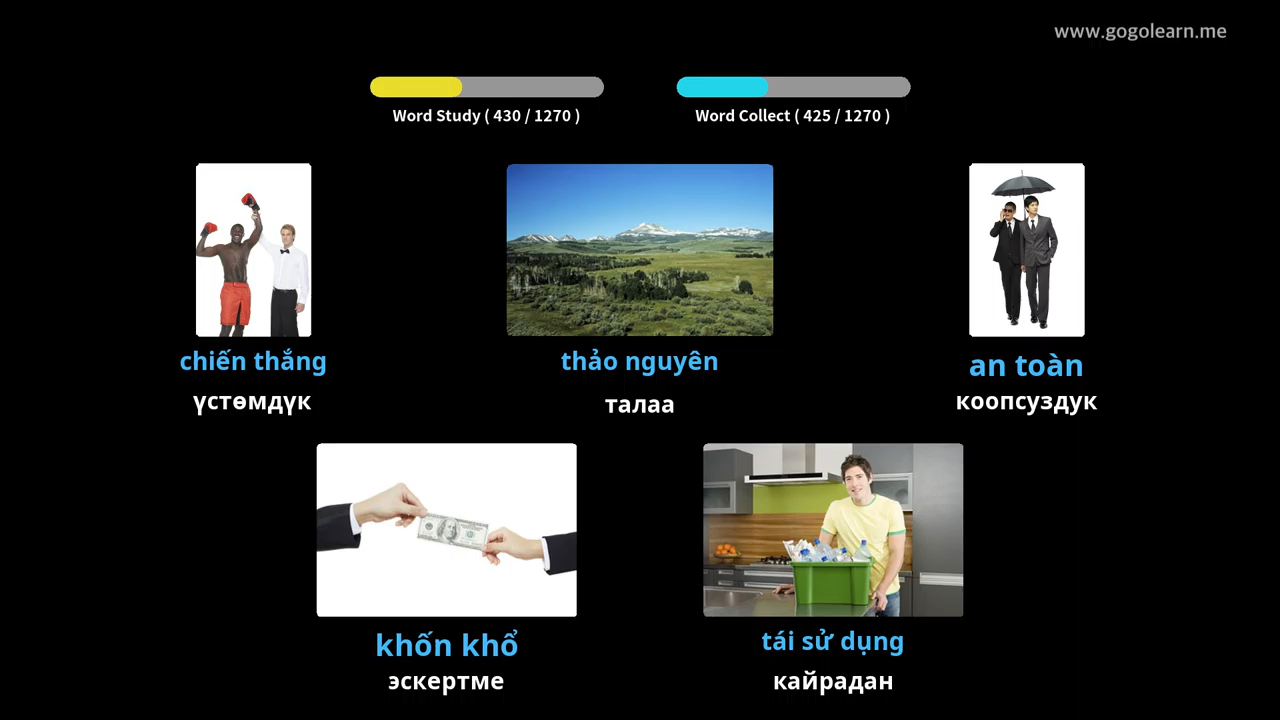 www.gogolearn.me
Word Study ( 430 / 1270 )
Word Collect ( 425 / 1270 )
chiến thắng
үстөмдүк
thảo nguyên
талаа
an toàn
коопсуздук
khốn khổ
эскертме
tái sử dụng
кайрадан